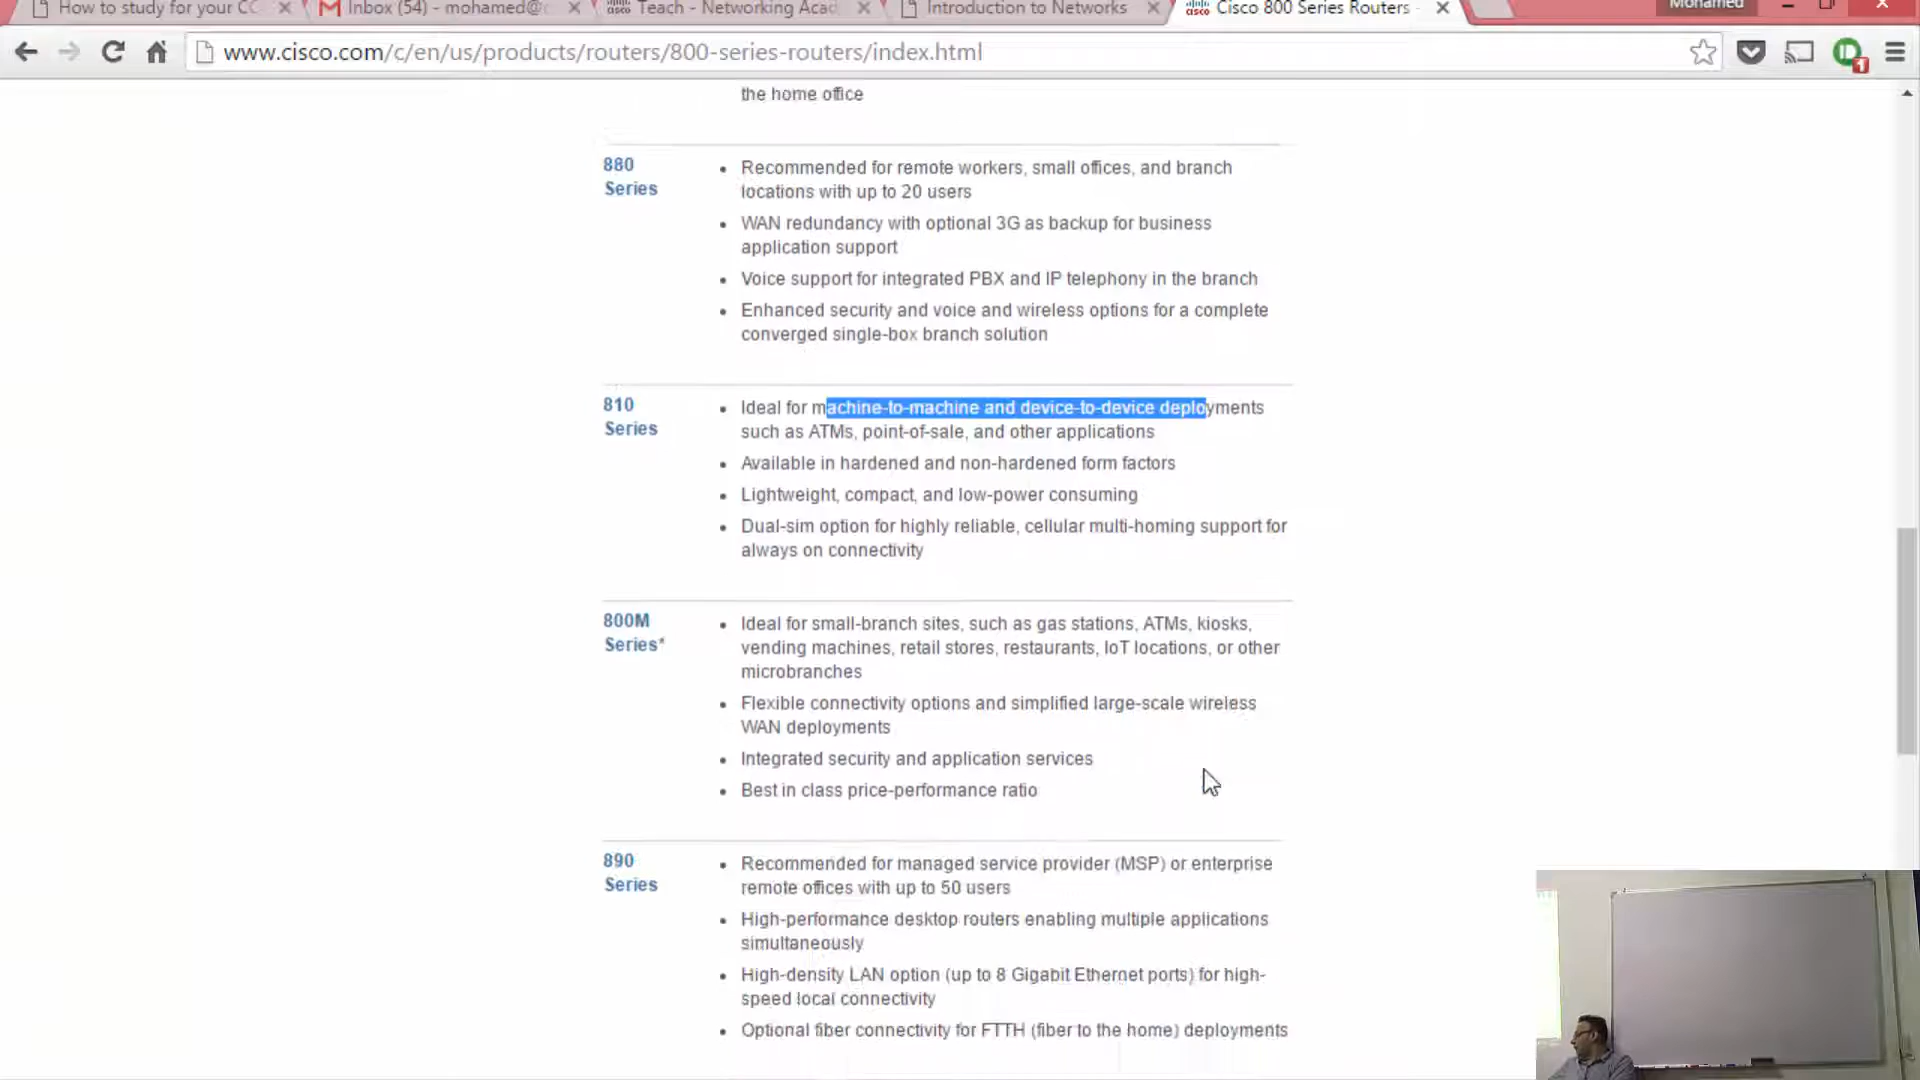 How to study for your CC
Inbox (54) - mohamed@
cisco Teach - Networking Acad
Introduction to Networks
cisco Cisco 800 Series Routers -
Mohamed
www.cisco.com/c/en/us/products/routers/800-series-routers/index.html
1
the home office
880
Series
• Recommended for remote workers, small offices, and branch
locations with up to 20 users
• WAN redundancy with optional 3G as backup for business
application support
• Voice support for integrated PBX and IP telephony in the branch
• Enhanced security and voice and wireless options for a complete
converged single-box branch solution
810
Series
• Ideal for machine-to-machine and device-to-device deployments
such as ATMs, point-of-sale, and other applications
• Available in hardened and non-hardened form factors
• Lightweight, compact, and low-power consuming
• Dual-sim option for highly reliable, cellular multi-homing support for
always on connectivity
800M
Series*
• Ideal for small-branch sites, such as gas stations, ATMs, kiosks,
vending machines, retail stores, restaurants, IoT locations, or other
microbranches
• Flexible connectivity options and simplified large-scale wireless
WAN deployments
• Integrated security and application services
• Best in class price-performance ratio
890
Series
• Recommended for managed service provider (MSP) or enterprise
remote offices with up to 50 users
• High-performance desktop routers enabling multiple applications
simultaneously
• High-density LAN option (up to 8 Gigabit Ethernet ports) for high-
speed local connectivity
• Optional fiber connectivity for FTTH (fiber to the home) deployments